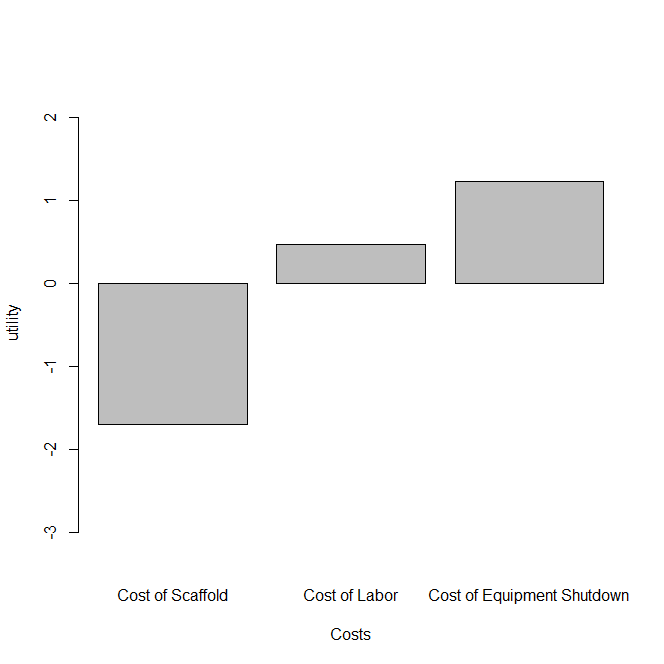 2
1
0
-1
-2
-3
utility
Cost of Scaffold
Cost of Labor
Cost of Equipment Shutdown
Costs